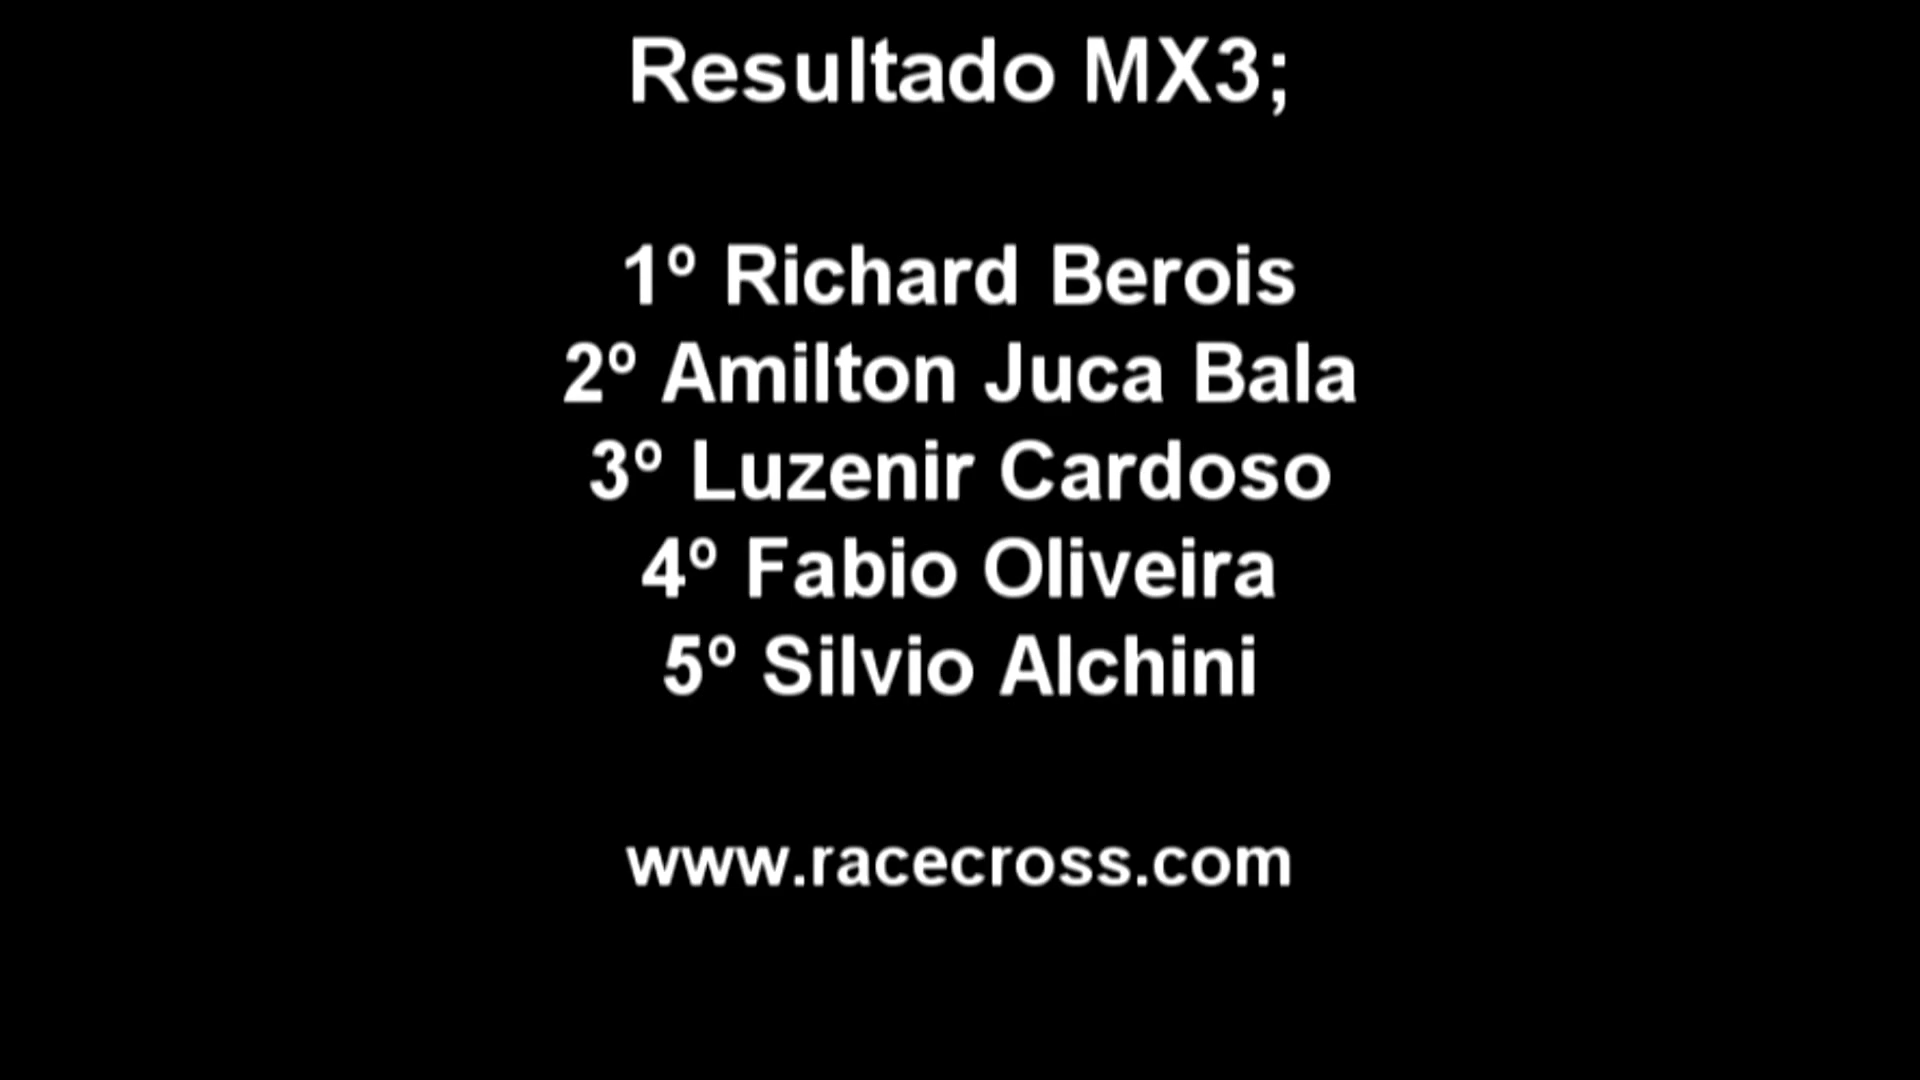 Resultado MX3;
1º Richard Berois
2º Amilton Juca Bala
3º Luzenir Cardoso
4º Fabio Oliveira
5º Silvio Alchini
www.racecross.com